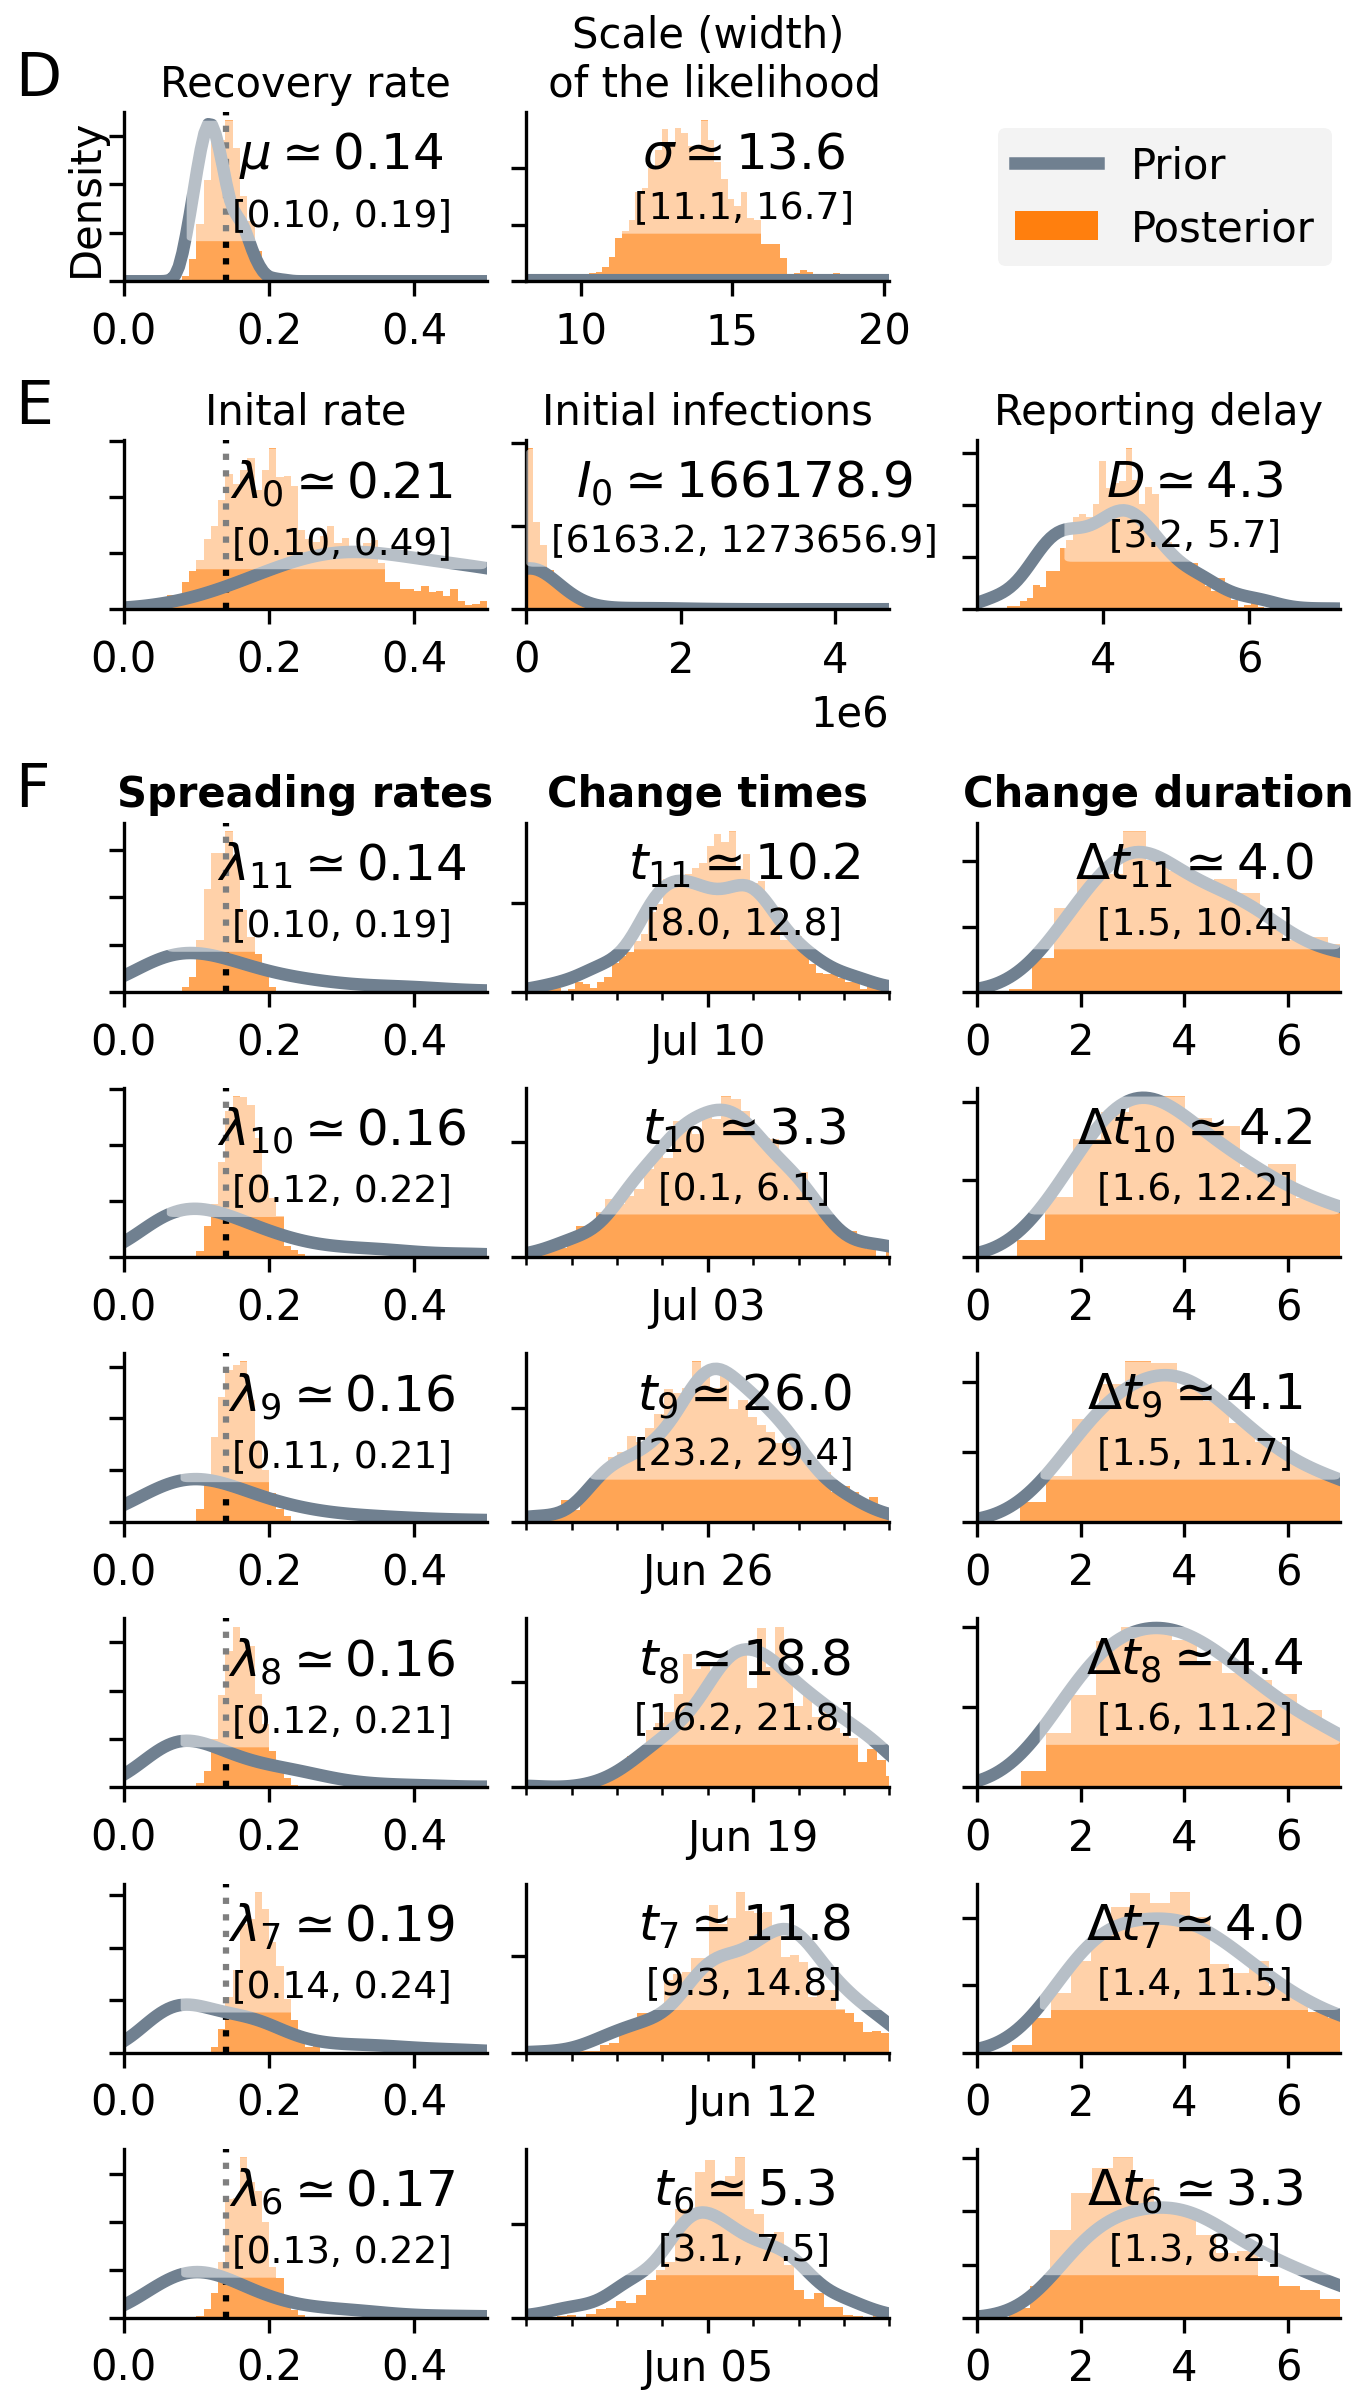 D
Recovery rate
Scale (width)
of the likelihood
Density
μ ≃ 0.14
[0.10, 0.19]
σ ≃ 13.6
[11.1, 16.7]
Prior
Posterior
0.0 0.2 0.4
10 15 20
E
Inital rate
Initial infections
Reporting delay
λ0 ≃ 0.21
[0.10, 0.49]
I0 ≃ 166178.9
[6163.2, 1273656.9]
D ≃ 4.3
[3.2, 5.7]
0.0 0.2 0.4
0 2 4
1e6
4 6
F
Spreading rates
Change times
Change duration
λ11 ≃ 0.14
[0.10, 0.19]
t11 ≃ 10.2
[8.0, 12.8]
Δt11 ≃ 4.0
[1.5, 10.4]
0.0 0.2 0.4
Jul 10
0 2 4 6
λ10 ≃ 0.16
[0.12, 0.22]
t10 ≃ 3.3
[0.1, 6.1]
Δt10 ≃ 4.2
[1.6, 12.2]
0.0 0.2 0.4
Jul 03
0 2 4 6
λ9 ≃ 0.16
[0.11, 0.21]
t9 ≃ 26.0
[23.2, 29.4]
Δt9 ≃ 4.1
[1.5, 11.7]
0.0 0.2 0.4
Jun 26
0 2 4 6
λ8 ≃ 0.16
[0.12, 0.21]
t8 ≃ 18.8
[16.2, 21.8]
Δt8 ≃ 4.4
[1.6, 11.2]
0.0 0.2 0.4
Jun 19
0 2 4 6
λ7 ≃ 0.19
[0.14, 0.24]
t7 ≃ 11.8
[9.3, 14.8]
Δt7 ≃ 4.0
[1.4, 11.5]
0.0 0.2 0.4
Jun 12
0 2 4 6
λ6 ≃ 0.17
[0.13, 0.22]
t6 ≃ 5.3
[3.1, 7.5]
Δt6 ≃ 3.3
[1.3, 8.2]
0.0 0.2 0.4
Jun 05
0 2 4 6